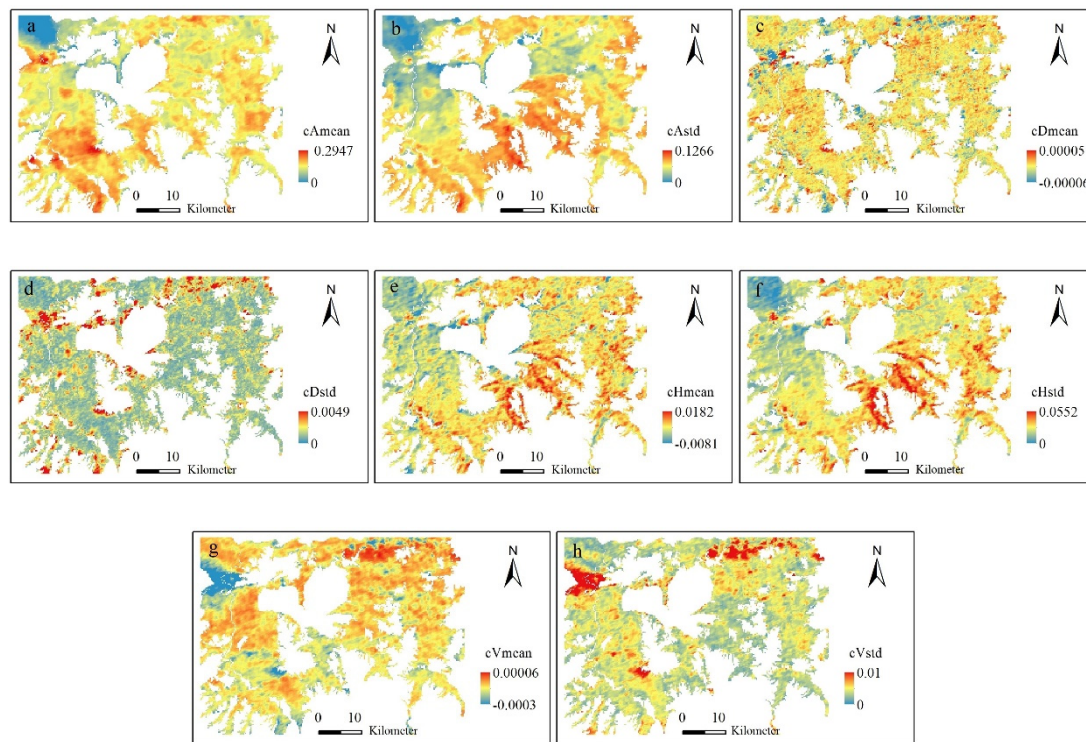 a
N
cAmean
0.2947
0
0 10
Kilometer
b
N
cAstd
0.1266
0
0 10
Kilometer
c
N
cDmean
0.00005
-0.00006
0 10
Kilometer
d
N
cDstd
0.0049
0
0 10
Kilometer
e
N
cHmean
0.0182
-0.0081
0 10
Kilometer
f
N
cHstd
0.0552
0
0 10
Kilometer
g
N
cVmean
0.00006
-0.0003
0 10
Kilometer
h
N
cVstd
0.01
0
0 10
Kilometer